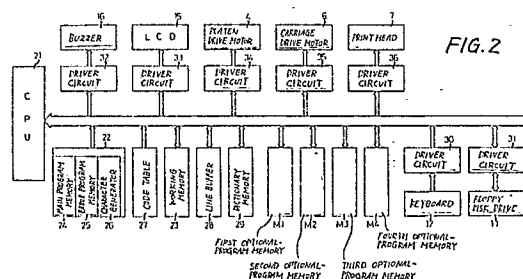 FIG.2
16
15
4
6
7
BUZZER
LCD
PLATEN DRIVE MOTOR
CARRIAGE DRIVE MOTOR
PRINT HEAD
21
CPU
32
33
34
35
36
DRIVER CIRCUIT
DRIVER CIRCUIT
DRIVER CIRCUIT
DRIVER CIRCUIT
DRIVER CIRCUIT
22
MAIN PROGRAM MEMORY
MEMORY
CHARACTER GENERATOR
CODE TABLE
WORKING MEMORY
LINE BUFFER
DICTIONARY MEMORY
30
31
DRIVER CIRCUIT
DRIVER CIRCUIT
KEYBOARD
FLOPPY DISK DRIVE
24
25
26
27
23
28
29
M1
M2
M3
M4
12
FIRST OPTIONAL-PROGRAM MEMORY
SECOND OPTIONAL-PROGRAM MEMORY
THIRD OPTIONAL-PROGRAM MEMORY
FOURTH OPTIONAL-PROGRAM MEMORY